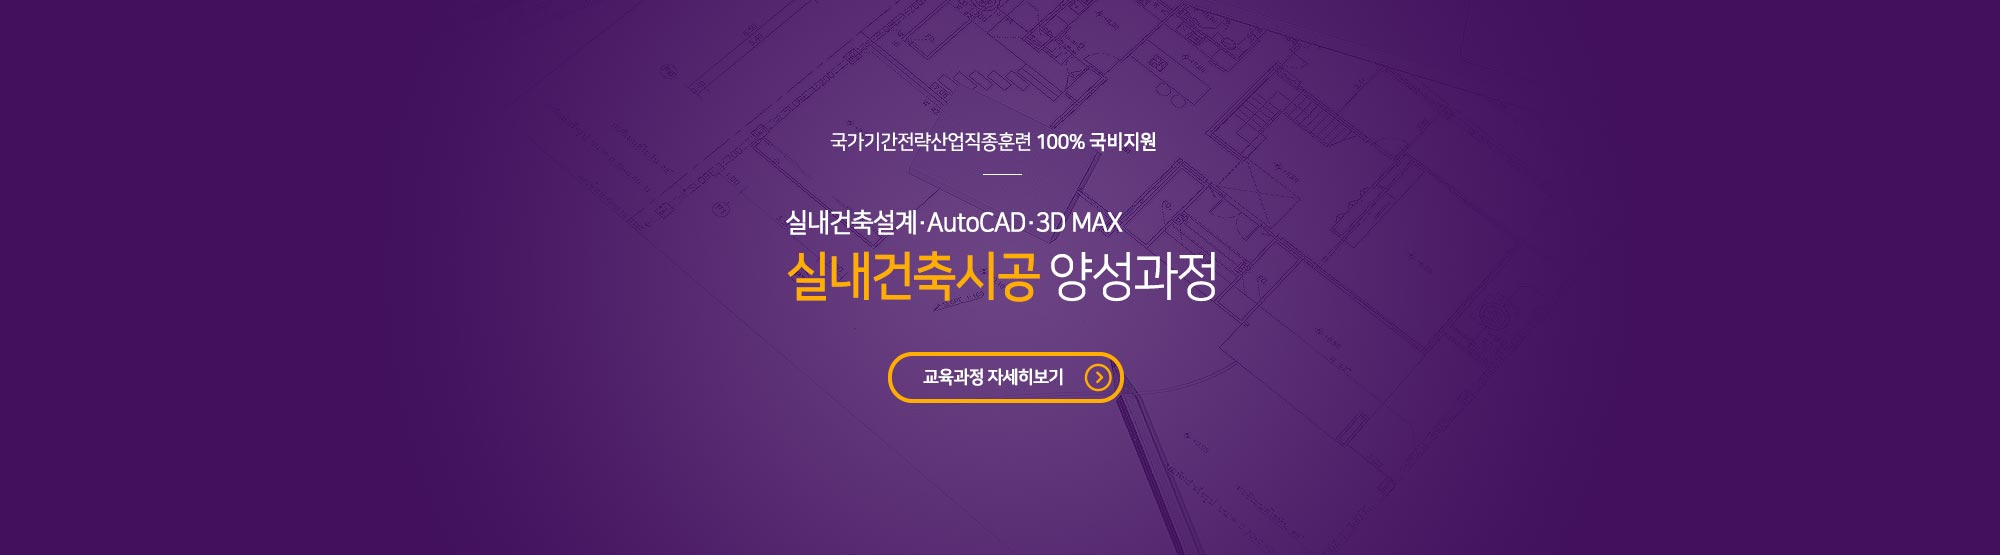 국가기간전략산업직종훈련 100% 국비지원
실내건축설계·AutoCAD·3D MAX
실내건축시공 양성과정
교육과정 자세히보기